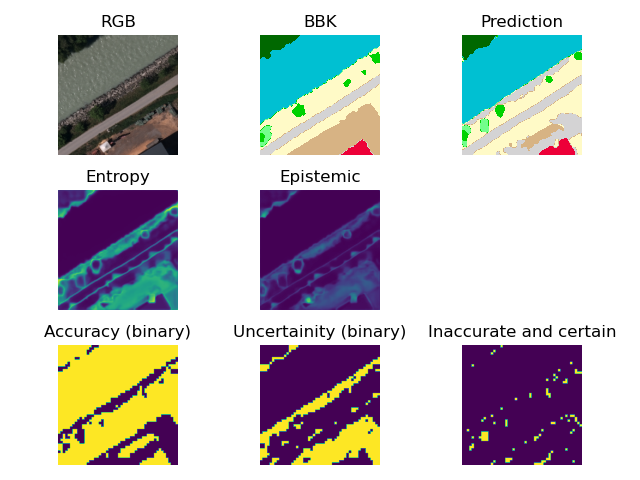 RGB
BBK
Prediction
Entropy
Epistemic
Accuracy (binary)
Uncertainity (binary)
Inaccurate and certain